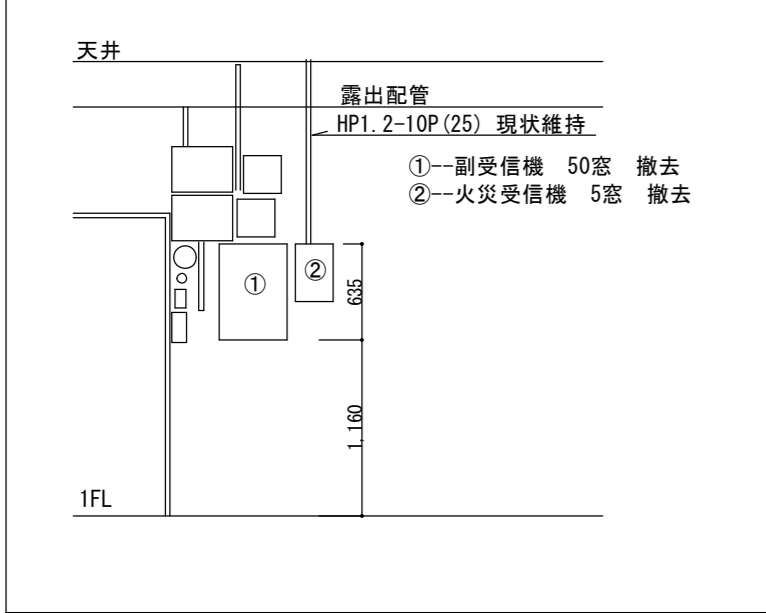 天井
露出配管
HP1.2-10P(25) 現状維持
①--副受信機　50窓　撤去
②--火災受信機　5窓　撤去
①
②
635
1,160
1FL